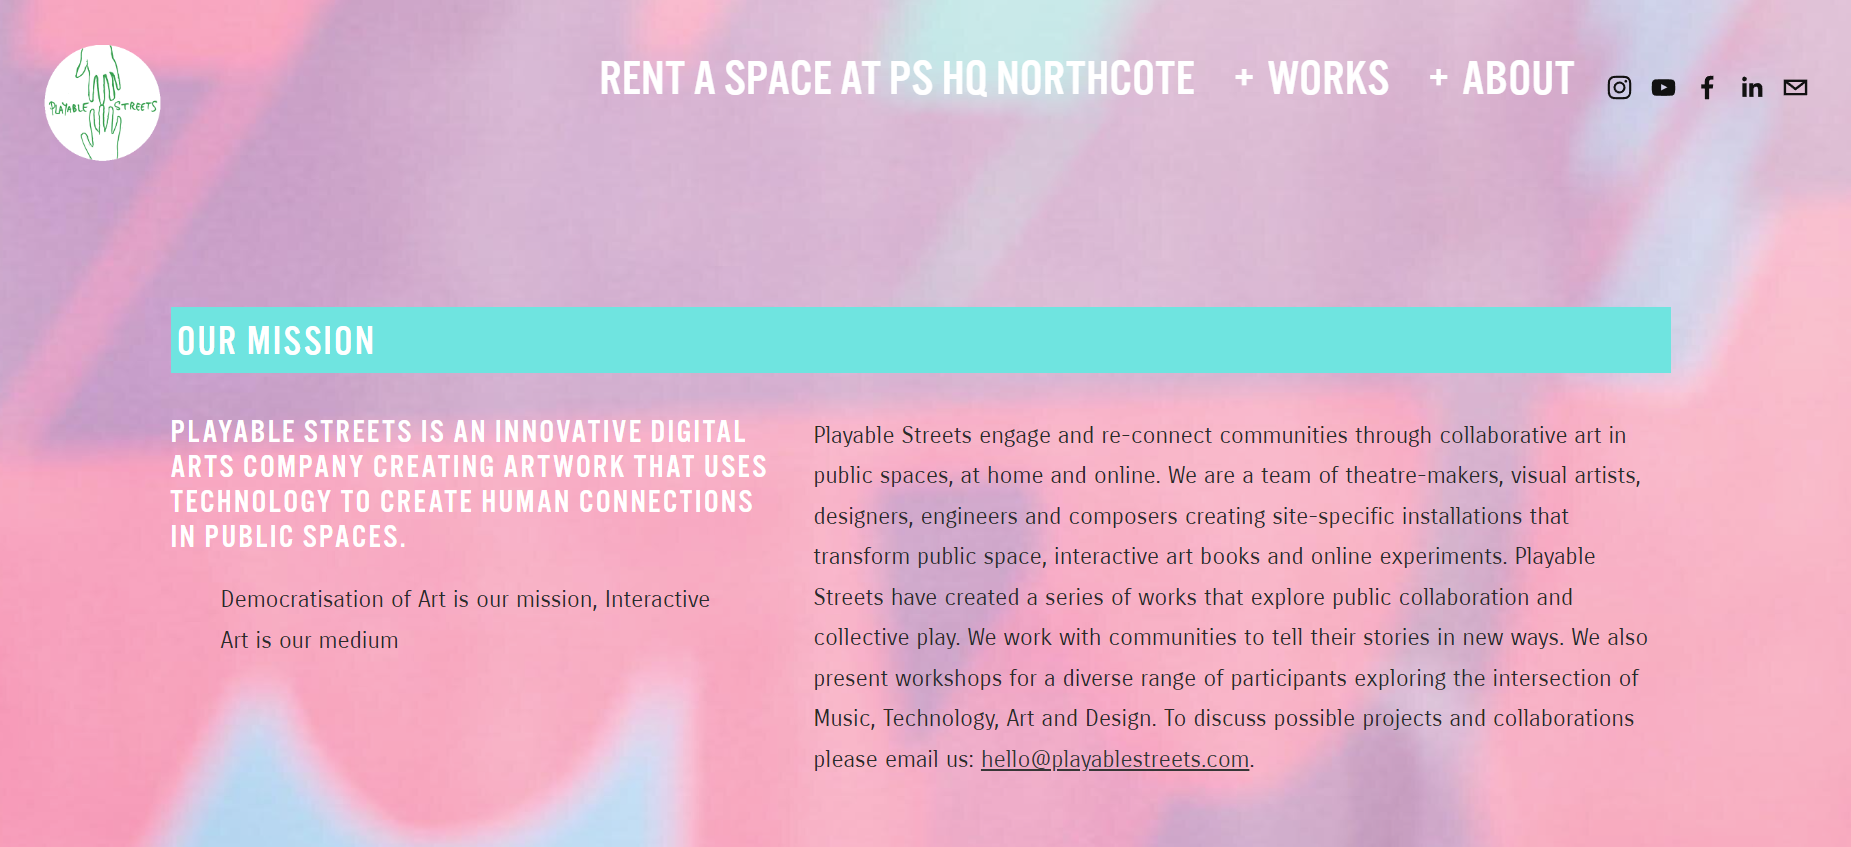 PLAYABLE STREETS
RENT A SPACE AT PS HQ NORTHCOTE + WORKS + ABOUT
OUR MISSION
PLAYABLE STREETS IS AN INNOVATIVE DIGITAL
ARTS COMPANY CREATING ARTWORK THAT USES
TECHNOLOGY TO CREATE HUMAN CONNECTIONS
IN PUBLIC SPACES.
Democratisation of Art is our mission, Interactive
Art is our medium
Playable Streets engage and re-connect communities through collaborative art in
public spaces, at home and online. We are a team of theatre-makers, visual artists,
designers, engineers and composers creating site-specific installations that
transform public space, interactive art books and online experiments. Playable
Streets have created a series of works that explore public collaboration and
collective play. We work with communities to tell their stories in new ways. We also
present workshops for a diverse range of participants exploring the intersection of
Music, Technology, Art and Design. To discuss possible projects and collaborations
please email us: hello@playablestreets.com.